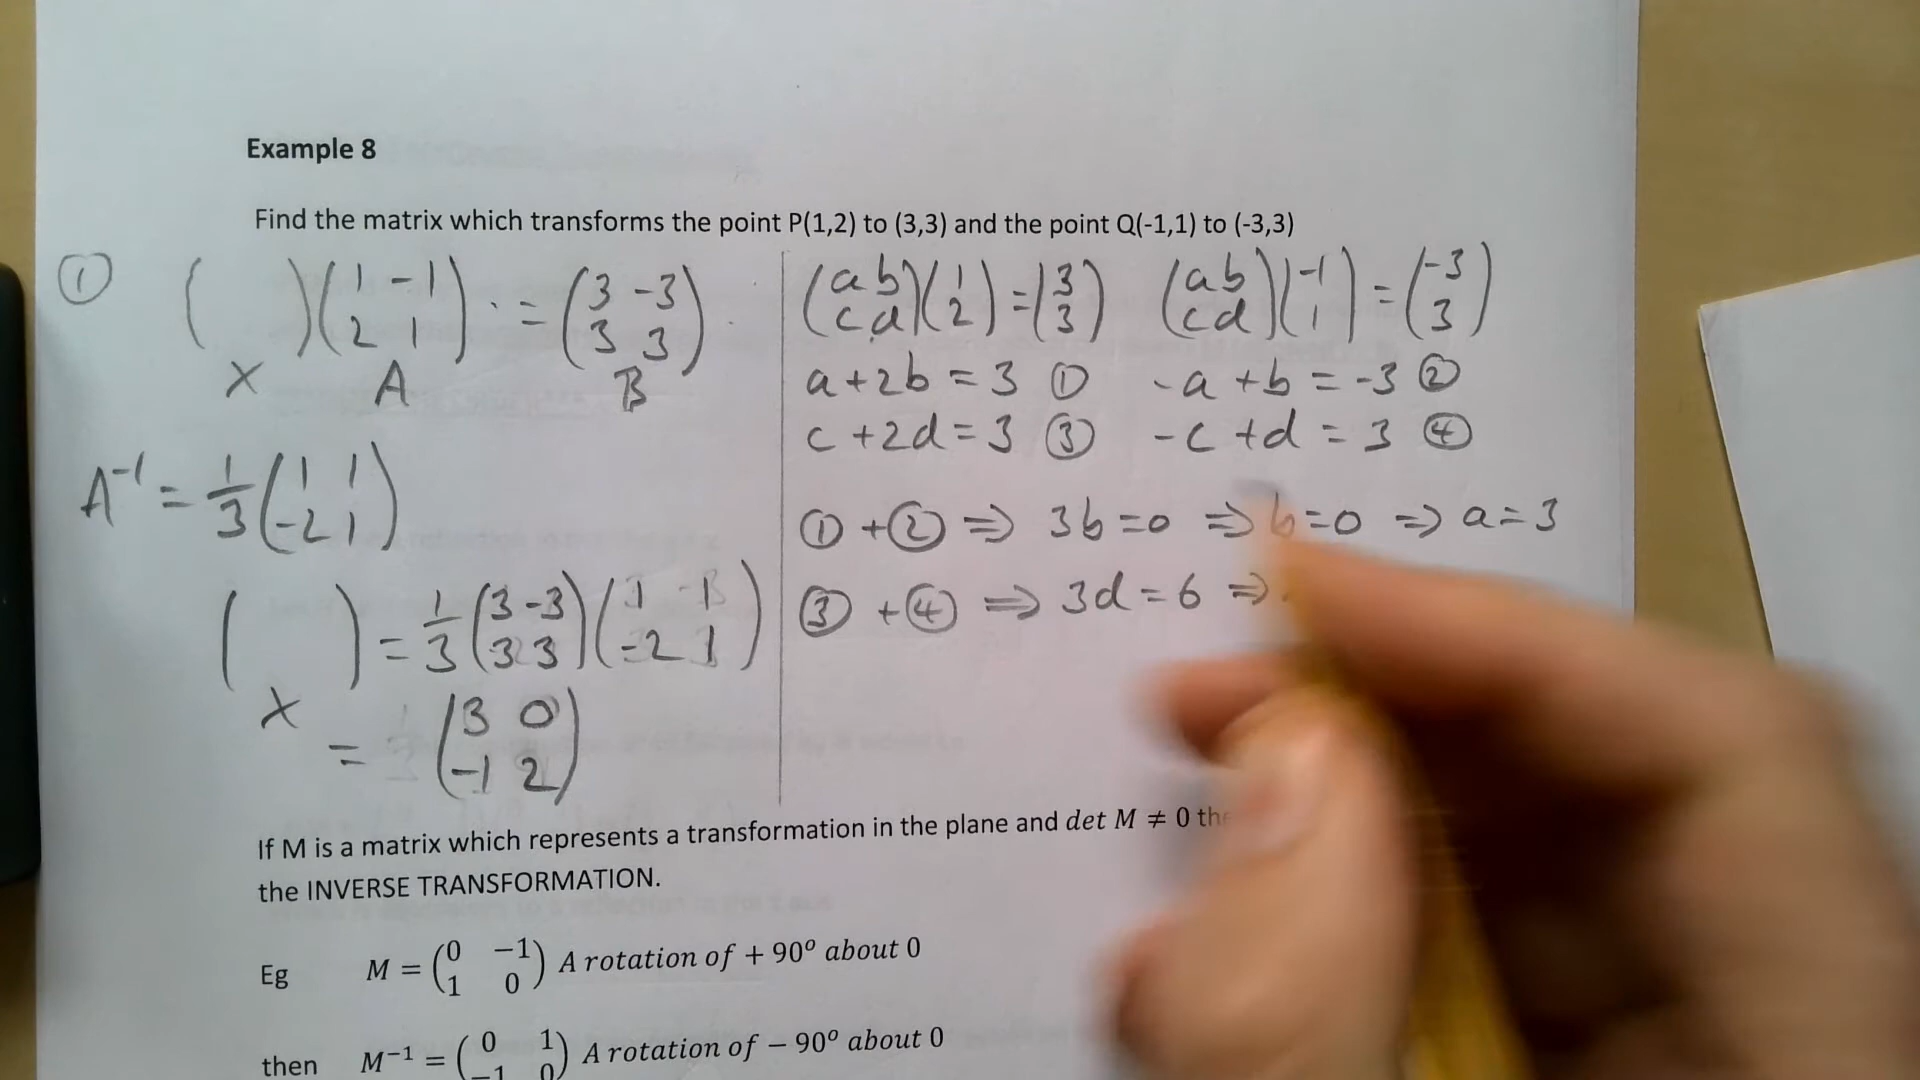 Example 8
Find the matrix which transforms the point P(1,2) to (3,3) and the point Q(-1,1) to (-3,3)
① ( ) (1 -1) · = (3 -3) ·
(2 1) (3 3)
X A B
A⁻¹ = 1/3 (1 1)
(-2 1)
( ) = 1/3 (3 -3) (1 1)
(3 3) (-2 1)
X
= (3 0)
(-1 2)
(a b) (1) = (3) (a b) (-1) = (-3)
(c d) (2) (3) (c d) (1) (3)
a + 2b = 3 ① -a + b = -3 ②
c + 2d = 3 ③ -c + d = 3 ④
① + ② ⇒ 3b = 0 ⇒ b = 0 ⇒ a = 3
③ + ④ ⇒ 3d = 6 ⇒
If M is a matrix which represents a transformation in the plane and det M ≠ 0
the INVERSE TRANSFORMATION.
Eg M = (0 -1) A rotation of + 90° about 0
(1 0)
then M⁻¹ = (0 1) A rotation of − 90° about 0
(-1 0)